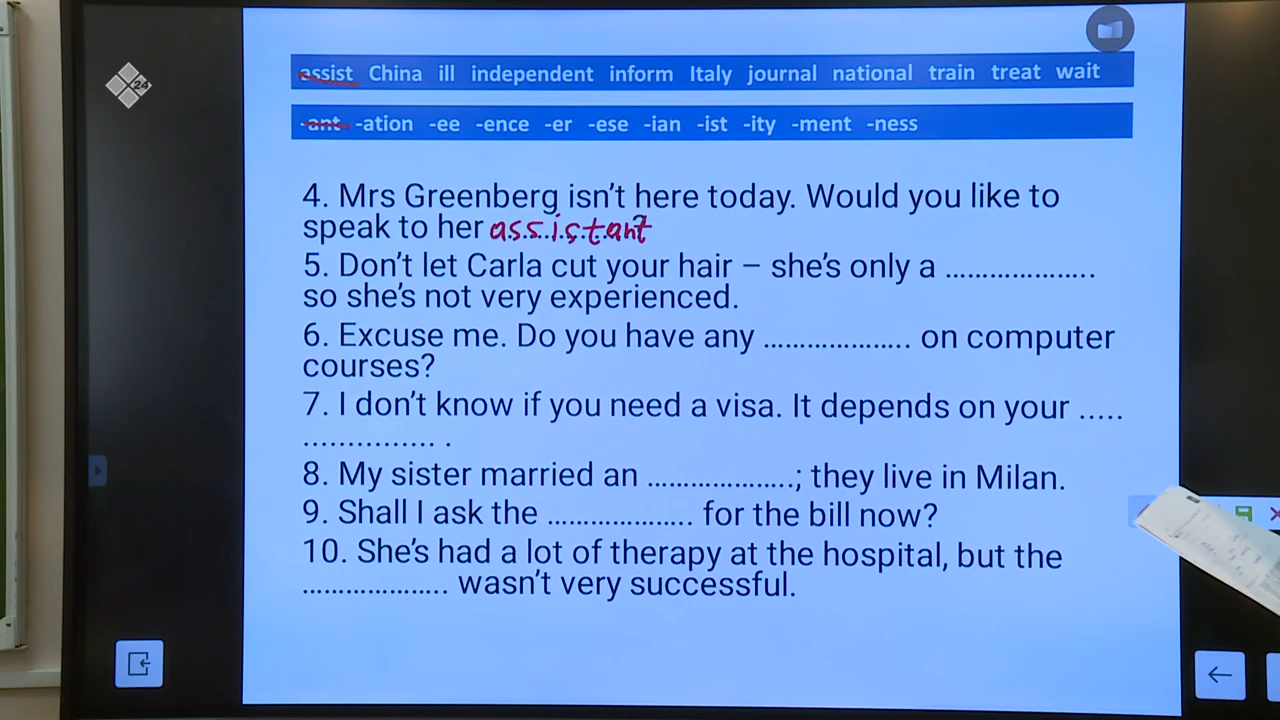 24
assist China ill independent inform Italy journal national train treat wait
-ant -ation -ee -ence -er -ese -ian -ist -ity -ment -ness
4. Mrs Greenberg isn't here today. Would you like to
speak to her assistant?
5. Don't let Carla cut your hair – she's only a ....................
so she's not very experienced.
6. Excuse me. Do you have any .................... on computer
courses?
7. I don't know if you need a visa. It depends on your .....
................ .
8. My sister married an ....................; they live in Milan.
9. Shall I ask the .................... for the bill now?
10. She's had a lot of therapy at the hospital, but the
.................... wasn't very successful.